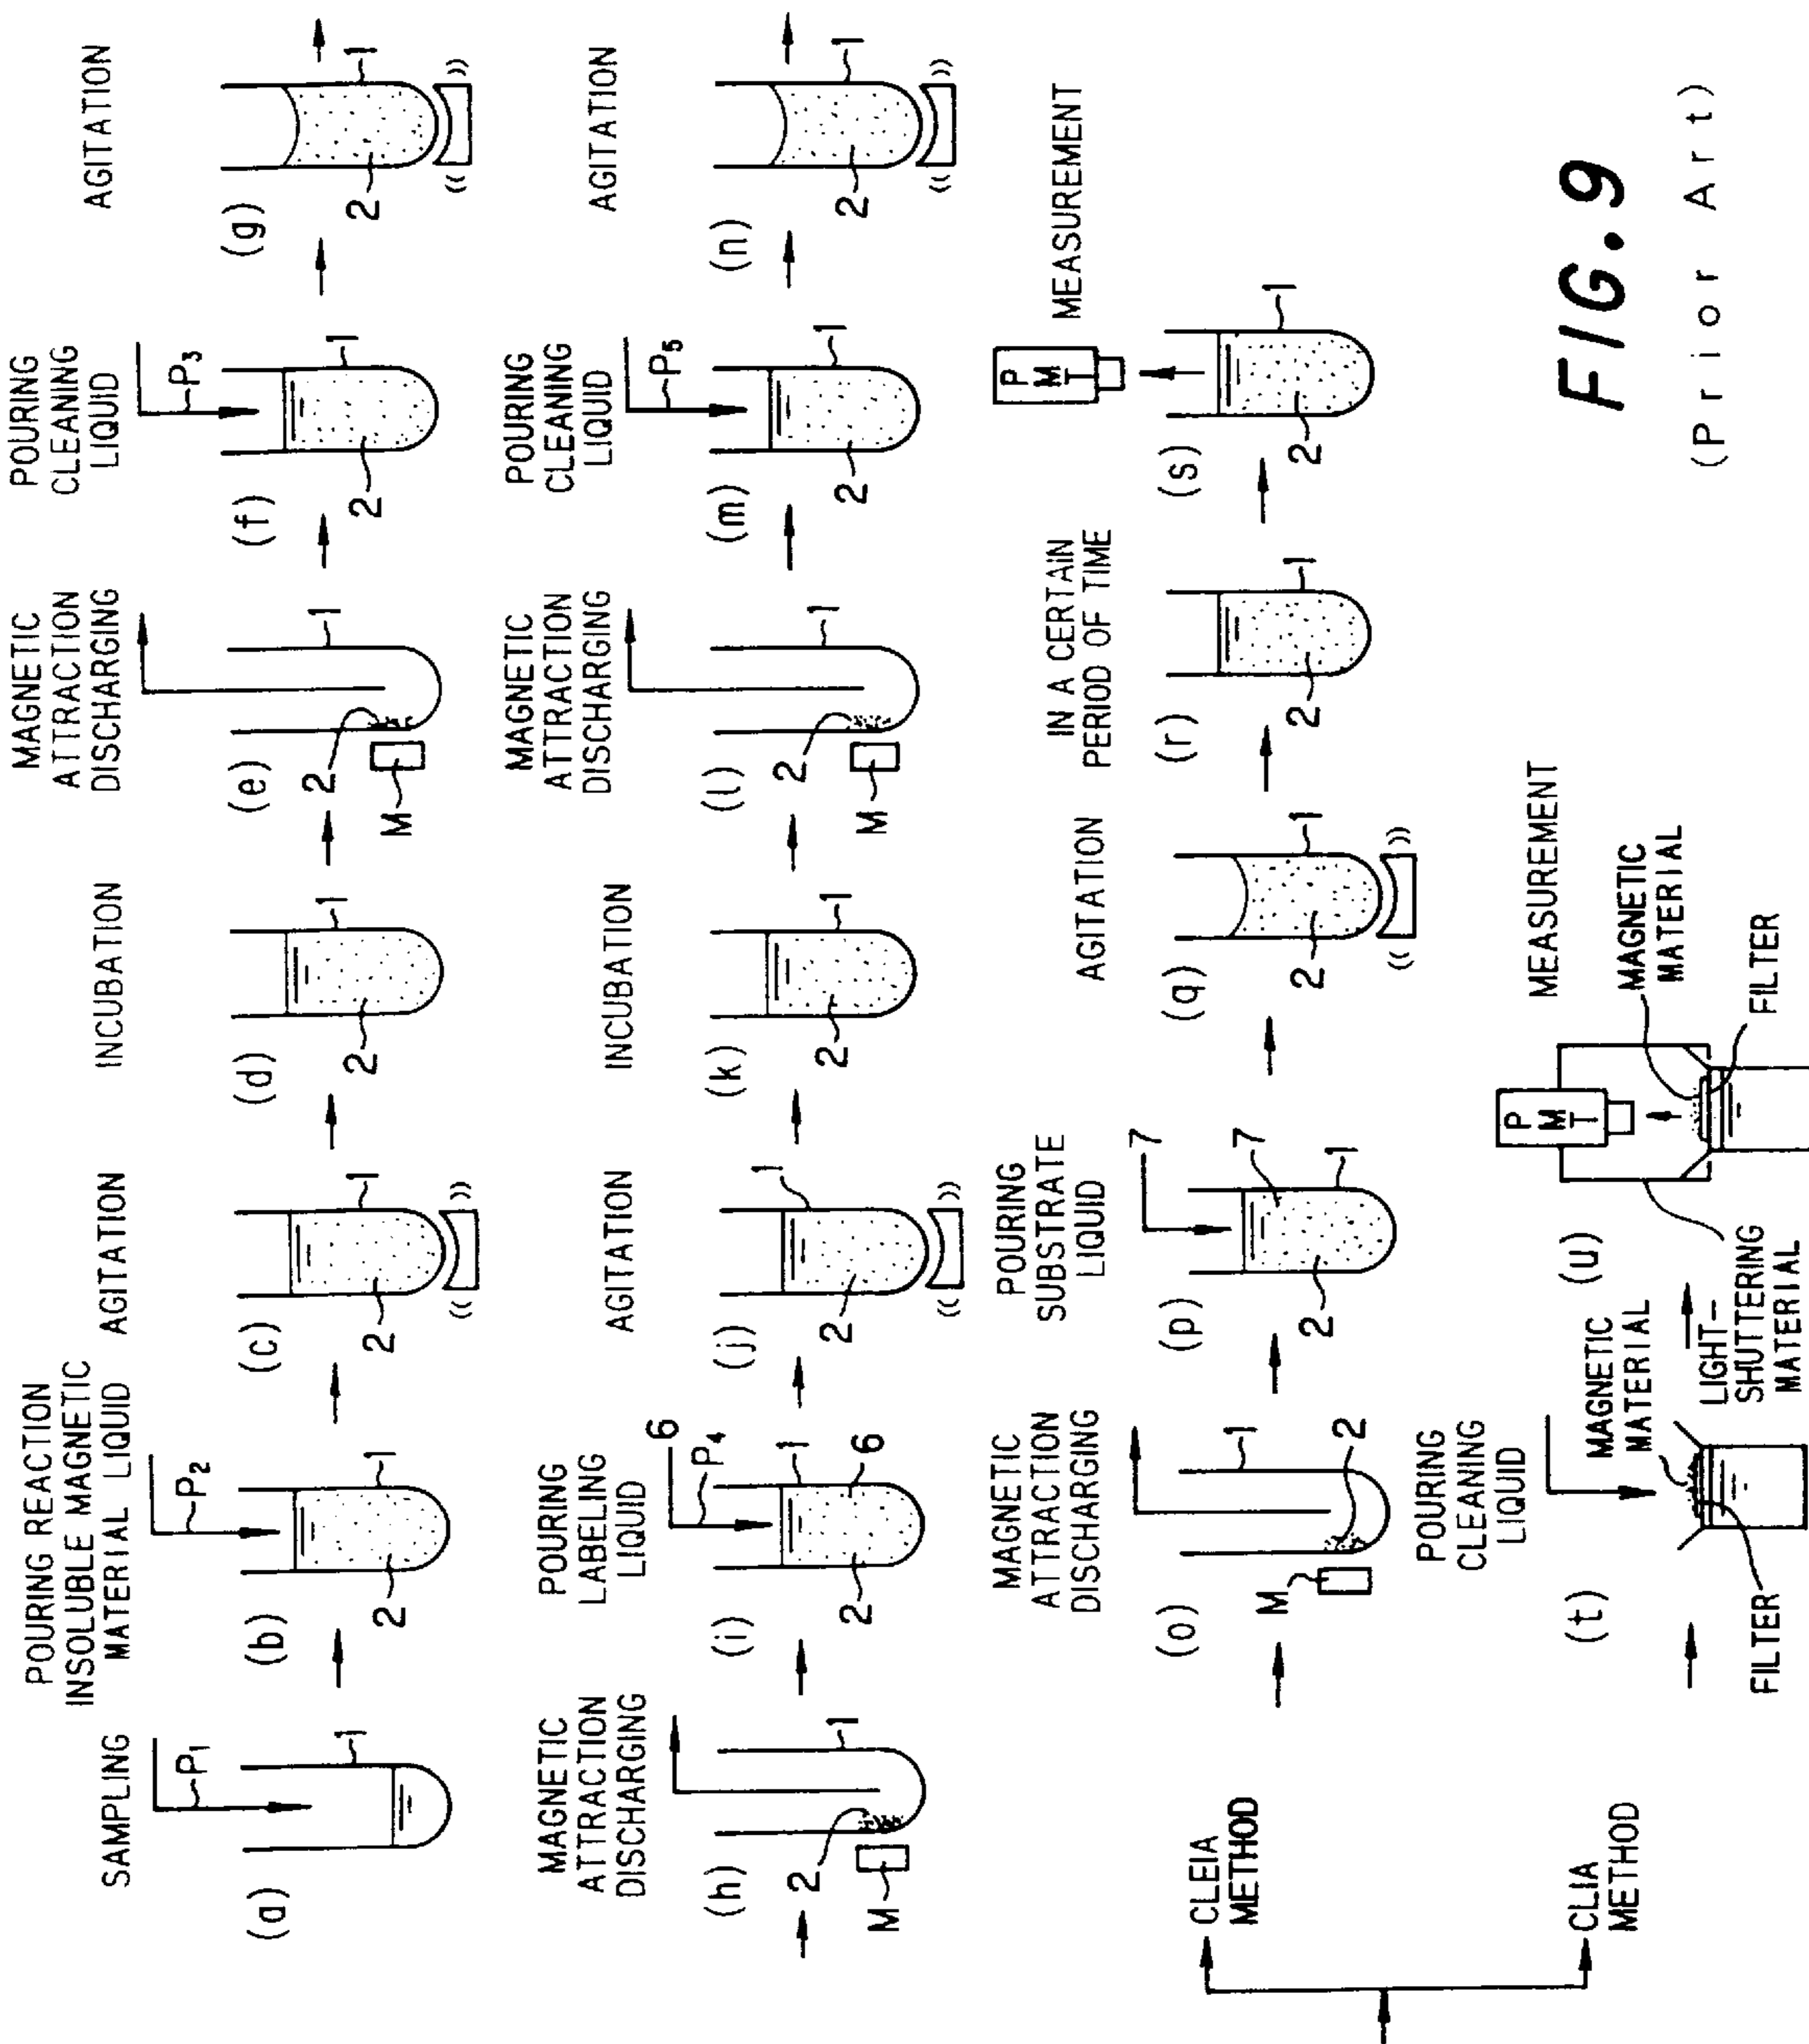 SAMPLING
P1
1
(a)
POURING REACTION
INSOLUBLE MAGNETIC
MATERIAL LIQUID
P2
1
2
(b)
AGITATION
1
2
(c)
INCUBATION
1
2
(d)
MAGNETIC
ATTRACTION
DISCHARGING
1
2
M
(e)
POURING
CLEANING
LIQUID
P3
1
2
(f)
AGITATION
1
2
(g)
MAGNETIC
ATTRACTION
DISCHARGING
1
2
M
(h)
POURING
LABELING
LIQUID
6
P4
1
6
2
(i)
AGITATION
1
2
(j)
INCUBATION
1
2
(k)
MAGNETIC
ATTRACTION
DISCHARGING
1
2
M
(l)
POURING
CLEANING
LIQUID
P5
1
2
(m)
AGITATION
1
2
(n)
CLEIA
METHOD
MAGNETIC
ATTRACTION
DISCHARGING
1
2
M
(o)
POURING
SUBSTRATE
LIQUID
7
7
1
2
(p)
AGITATION
1
2
(q)
IN A CERTAIN
PERIOD OF TIME
1
2
(r)
MEASUREMENT
PMT
1
2
(s)
CLIA
METHOD
POURING
CLEANING
LIQUID
MAGNETIC
MATERIAL
FILTER
(t)
LIGHT-
SHUTTERING
MATERIAL
(u)
PMT
MEASUREMENT
MAGNETIC
MATERIAL
FILTER
FIG. 9
(Prior Art)